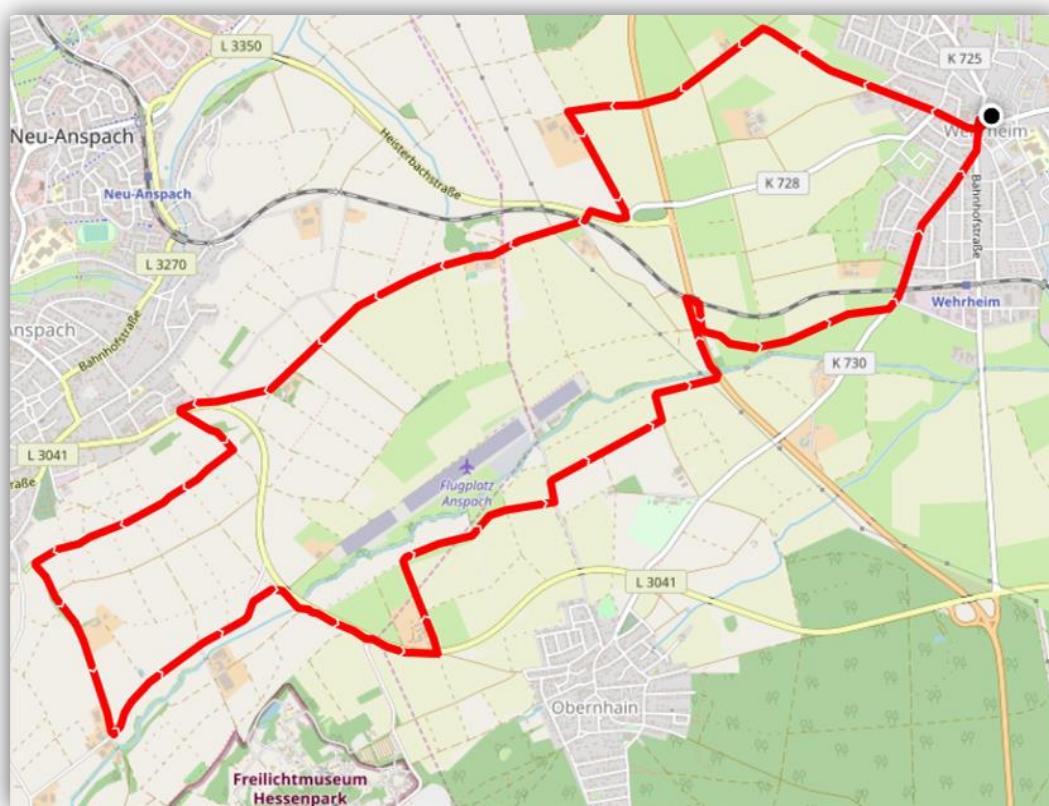 L 3350
K 725
Neu-Anspach
Wehrheim
Heisterbachstraße
K 728
Neu-Anspach
Bahnhofstraße
L 3270
Wehrheim
Anspach
Bahnhofstraße
K 730
L 3041
raße
Flugplatz
Anspach
L 3041
Obernhain
Freilichtmuseum
Hessenpark